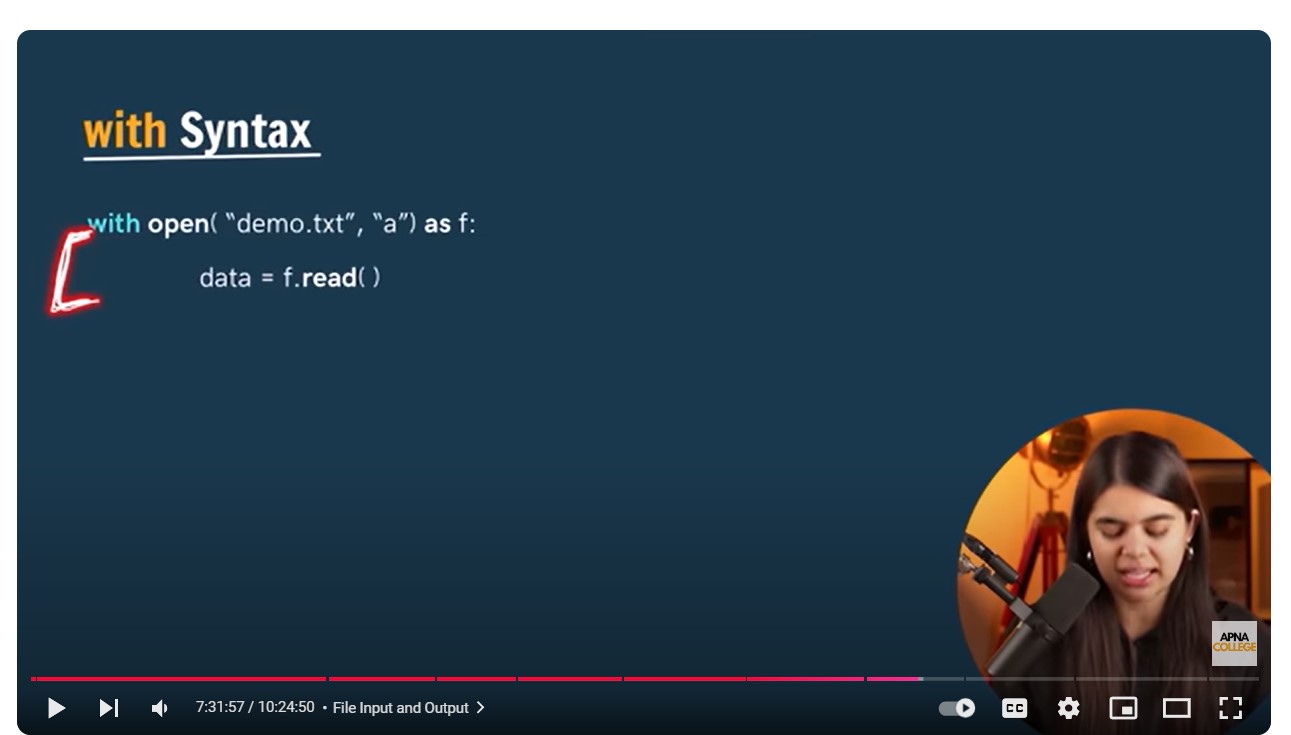 with Syntax
with open( “demo.txt”, “a”) as f:
data = f.read( )
APNA
COLLEGE
7:31:57 / 10:24:50 • File Input and Output >
CC